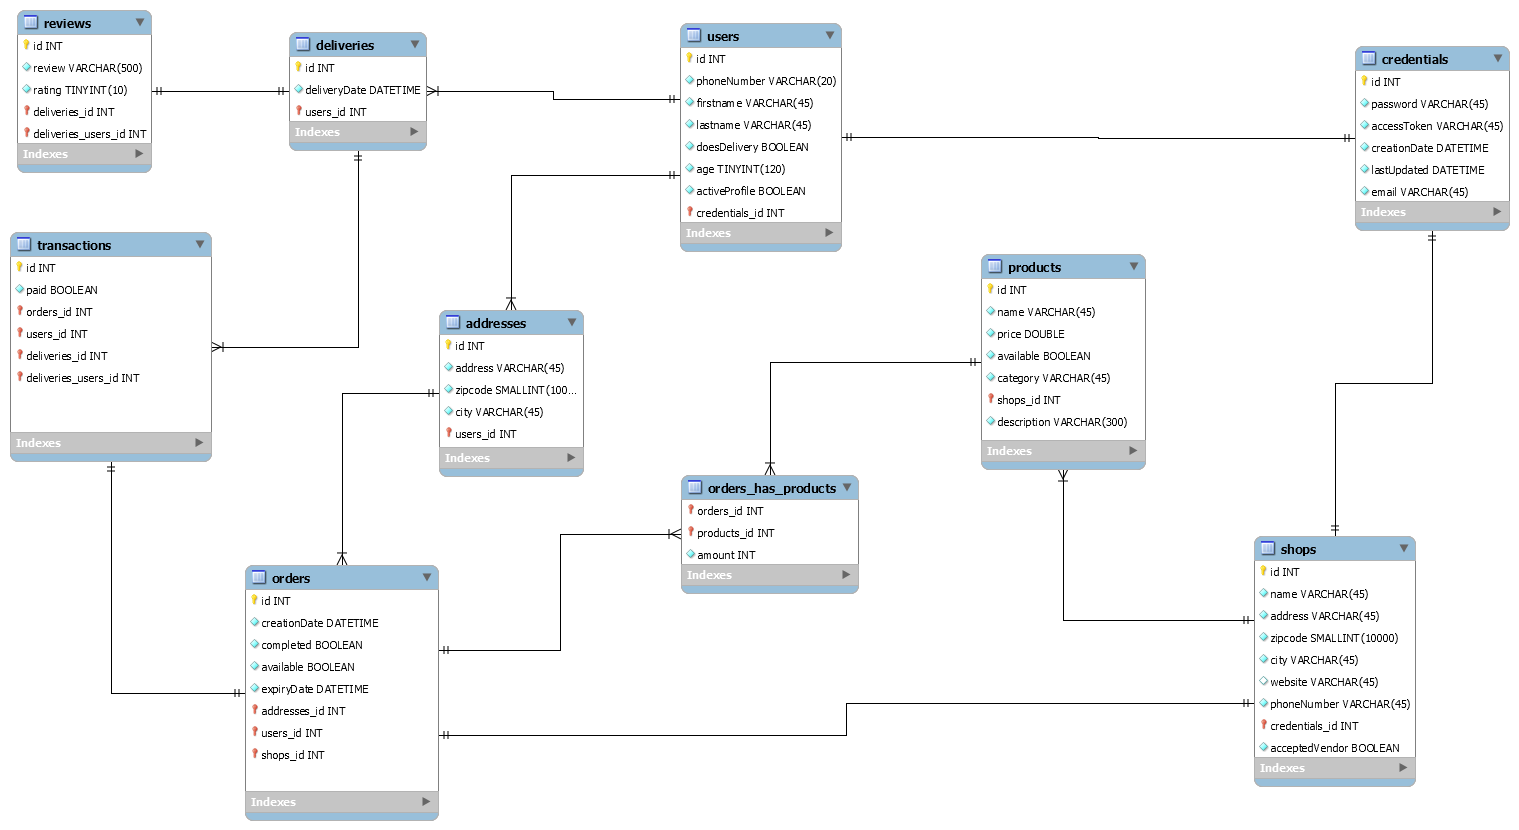 reviews
id INT
review VARCHAR(500)
rating TINYINT(10)
deliveries_id INT
deliveries_users_id INT
Indexes
deliveries
id INT
deliveryDate DATETIME
users_id INT
Indexes
users
id INT
phoneNumber VARCHAR(20)
firstname VARCHAR(45)
lastname VARCHAR(45)
doesDelivery BOOLEAN
age TINYINT(120)
activeProfile BOOLEAN
credentials_id INT
Indexes
credentials
id INT
password VARCHAR(45)
accessToken VARCHAR(45)
creationDate DATETIME
lastUpdated DATETIME
email VARCHAR(45)
Indexes
transactions
id INT
paid BOOLEAN
orders_id INT
users_id INT
deliveries_id INT
deliveries_users_id INT
Indexes
addresses
id INT
address VARCHAR(45)
zipcode SMALLINT(100...
city VARCHAR(45)
users_id INT
Indexes
products
id INT
name VARCHAR(45)
price DOUBLE
available BOOLEAN
category VARCHAR(45)
shops_id INT
description VARCHAR(300)
Indexes
orders_has_products
orders_id INT
products_id INT
amount INT
Indexes
orders
id INT
creationDate DATETIME
completed BOOLEAN
available BOOLEAN
expiryDate DATETIME
addresses_id INT
users_id INT
shops_id INT
Indexes
shops
id INT
name VARCHAR(45)
address VARCHAR(45)
zipcode SMALLINT(10000)
city VARCHAR(45)
website VARCHAR(45)
phoneNumber VARCHAR(45)
credentials_id INT
acceptedVendor BOOLEAN
Indexes